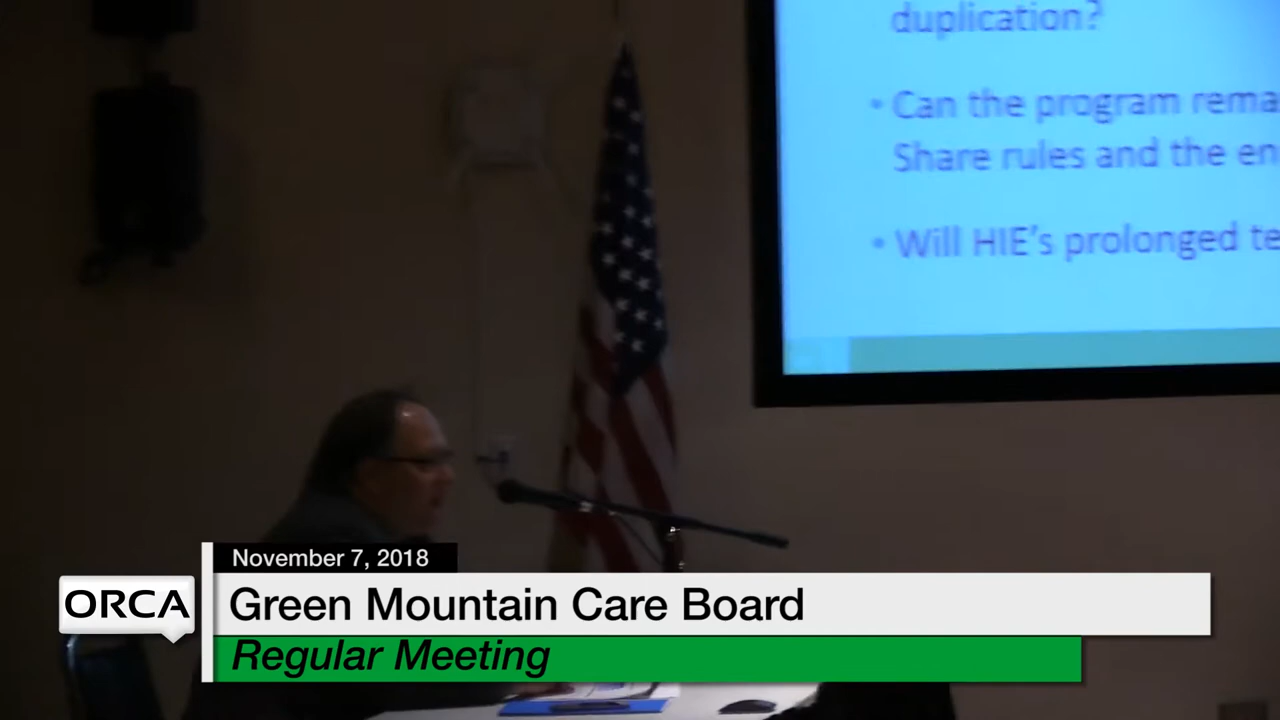 duplication?
• Can the program rema
Share rules and the en
• Will HIE's prolonged te
November 7, 2018
ORCA
Green Mountain Care Board
Regular Meeting